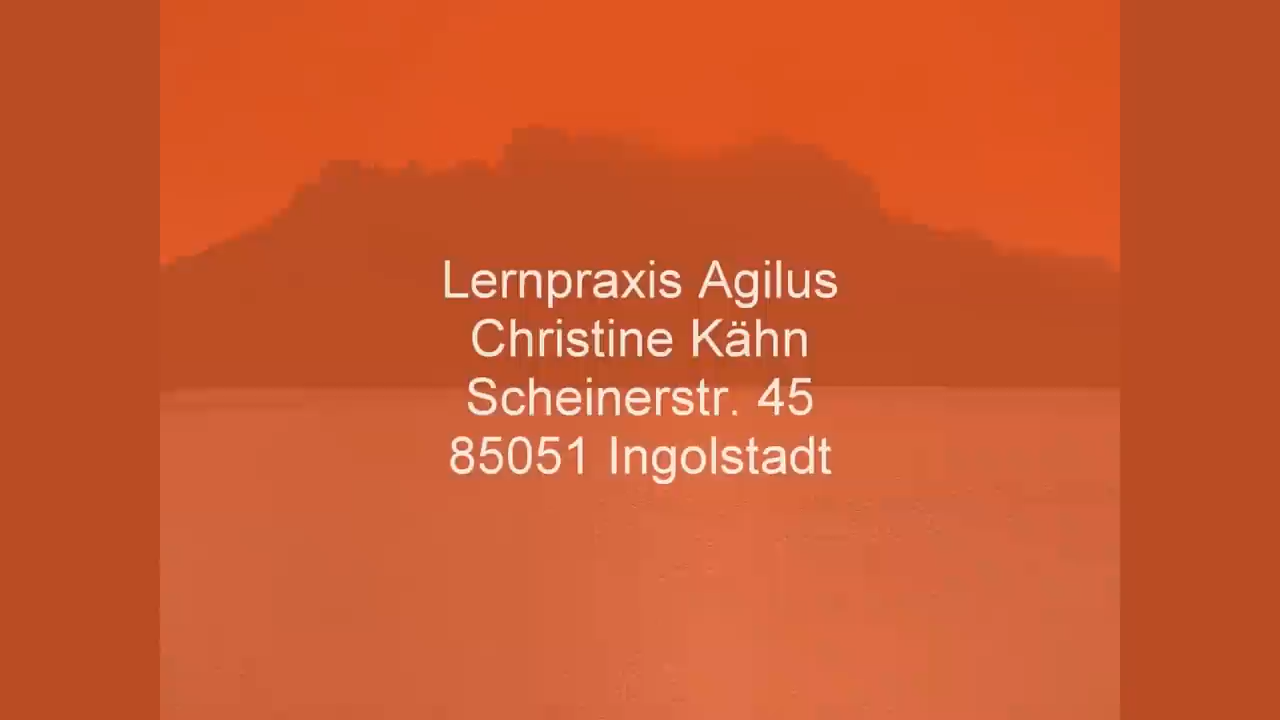 Lernpraxis Agilus
Christine Kähn
Scheinerstr. 45
85051 Ingolstadt